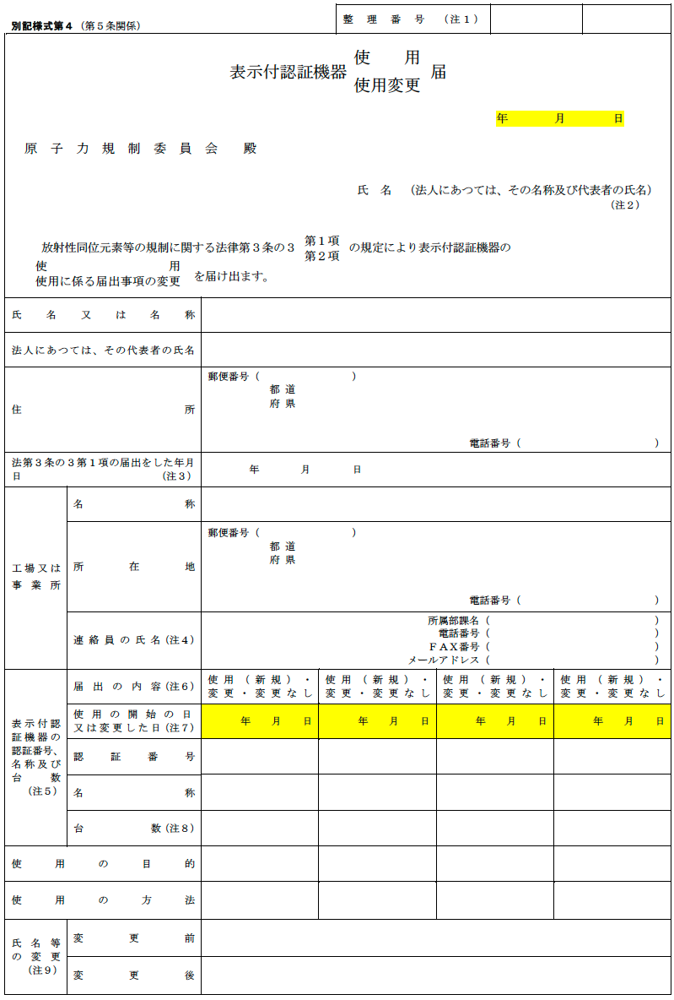 別記様式第４（第５条関係）
整理番号（注１）
表示付認証機器 使用 届
使用変更
年 月 日
原子力規制委員会 殿
氏名 （法人にあつては、その名称及び代表者の氏名）
（注２）
放射性同位元素等の規制に関する法律第３条の３ 第１項 の規定により表示付認証機器の
第２項
使用 を届け出ます。
使用に係る届出事項の変更
氏名又は名称
法人にあつては、その代表者の氏名
住所
郵便番号（ ）
都道
府県
電話番号（ ）
法第３条の３第１項の届出をした年月
日 （注３）
年 月 日
工場又は
事業所
名称
所在地
郵便番号（ ）
都道
府県
電話番号（ ）
連絡員の氏名（注４）
所属部課名（ ）
電話番号（ ）
ＦＡＸ番号（ ）
メールアドレス（ ）
表示付認
証機器の
認証番号、
名称及び
台数
（注５）
届出の内容（注６）
使用（新規）・ 使用（新規）・ 使用（新規）・ 使用（新規）・
変更・変更なし 変更・変更なし 変更・変更なし 変更・変更なし
使用の開始の日
又は変更した日（注７）
年 月 日 年 月 日 年 月 日 年 月 日
認証番号
名称
台数（注８）
使用の目的
使用の方法
氏名等
の変更
（注９）
変更前
変更後